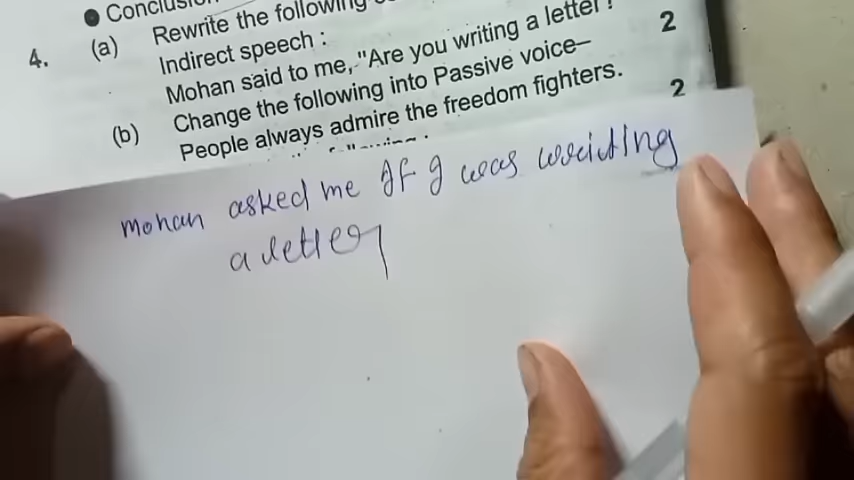 ● Conclusion
4. (a) Rewrite the following
Indirect speech :
Mohan said to me, "Are you writing a letter?
2
(b) Change the following into Passive voice–
People always admire the freedom fighters.
2
Mohan asked me If I was writing
a letter